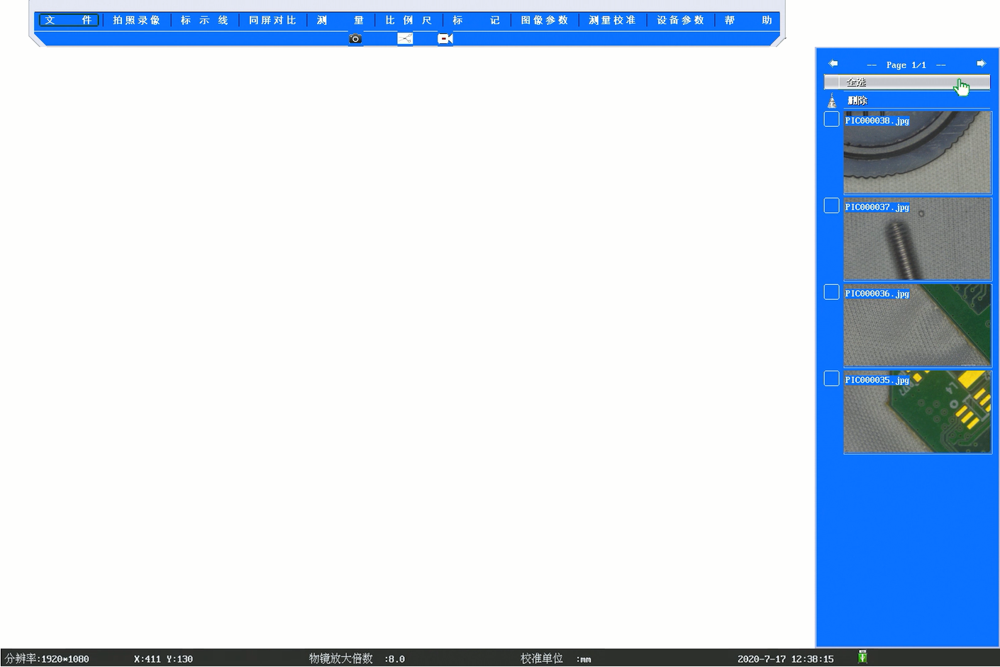 文件 拍照录像 标示线 同屏对比 测量 比例尺 标记 图像参数 测量校准 设备参数 帮助
-- Page 1/1 --
全选
删除
PIC000038.jpg
PIC000037.jpg
PIC000036.jpg
PIC000035.jpg
L4
分辨率:1920*1080 X:411 Y:130 物镜放大倍数 :8.0 校准单位 :mm 2020-7-17 12:38:15